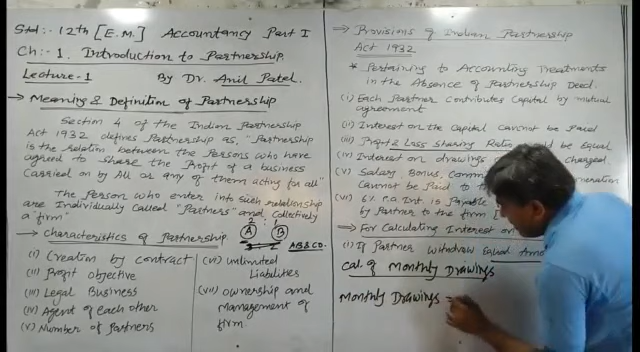 Std:- 12th [E.M.] Accountancy Part I
Ch:- 1. Introduction to Partnership.
Lecture-1 By Dr. Anil Patel.
→ Meaning & Definition of Partnership
Section 4 of the Indian Partnership
Act 1932 defines Partnership as, "Partnership
is the relation between the Persons who have
agreed to Share the Profit of a business
Carried on by All or any of them acting for all"
The Person who enter into Such relationship
are Individually Called "Partners" and Collectively
a "firm"
A B
AB&CO.
→ Characteristics of Partnership.
(I) Creation by contract
(II) Profit objective
(III) Legal Business
(IV) Agent of each other
(V) Number of Partners
(VI) Unlimited
Liabilities
(VII) Ownership and
Management of
firm
⇒ Provisions of Indian Partnership
Act 1932
* Pertaining to Accounting Treatments
in the Absence of Partnership Deed.
(I) Each Partner Contributes Capital by mutual
agreement
(II) Interest on the Capital cannot be Paid
(III) Profit & Loss Sharing Ratio be Equal
(IV) Interest on drawings Charged.
(V) Salary, Bonus,
Cannot be Paid to
(VI) 6% P.a Int. is Payable
by Partner to the firm
⇒ For Calculating Interest on
(I) If Partner Withdraw Equal
Cal. of Monthly Drawings
Monthly Drawings =